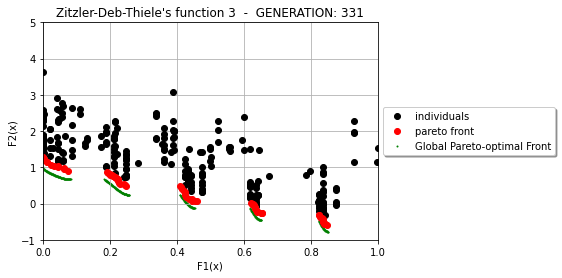 Zitzler-Deb-Thiele's function 3 - GENERATION: 331
5
4
3
2
1
0
−1
F2(x)
0.0 0.2 0.4 0.6 0.8 1.0
F1(x)
individuals
pareto front
Global Pareto-optimal Front